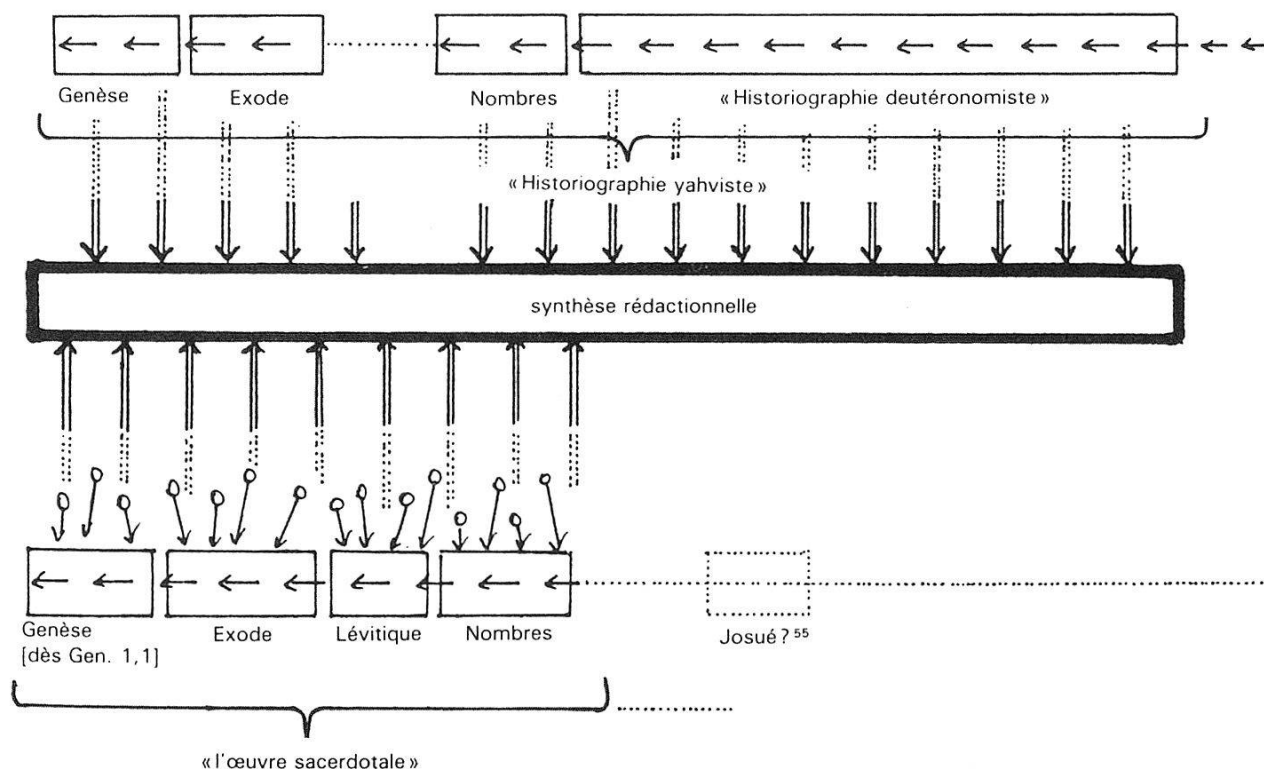 Genèse Exode Nombres «Historiographie deutéronomiste»
«Historiographie yahviste»
synthèse rédactionnelle
Genèse Exode Lévitique Nombres Josué?⁵⁵
[dès Gen. 1,1]
«l'œuvre sacerdotale»